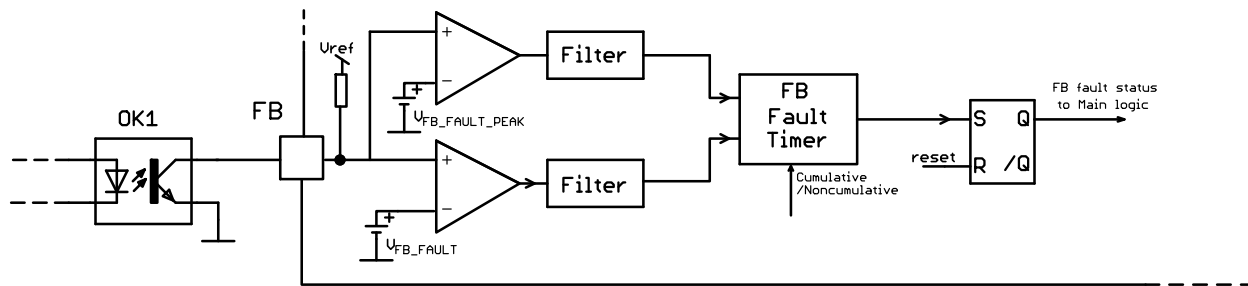 Vref
+
−
+
VFB_FAULT_PEAK
Filter
OK1
FB
+
−
+
VFB_FAULT
Filter
FB
Fault
Timer
Cumulative
/Noncumulative
S Q
R /Q
reset
FB fault status
to Main logic